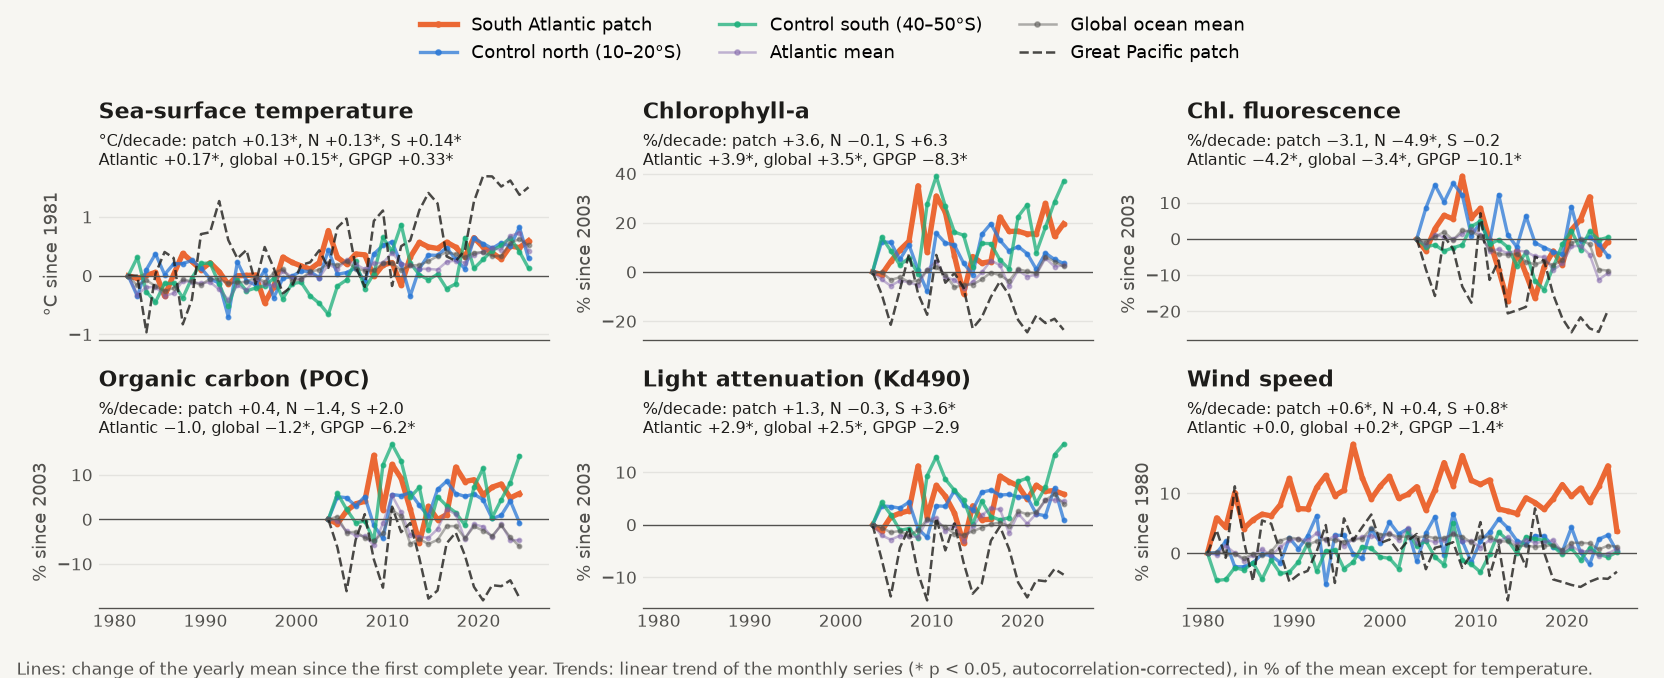 South Atlantic patch
Control north (10–20°S)
Control south (40–50°S)
Atlantic mean
Global ocean mean
Great Pacific patch
Sea-surface temperature
°C/decade: patch +0.13*, N +0.13*, S +0.14*
Atlantic +0.17*, global +0.15*, GPGP +0.33*
°C since 1981
1
0
−1
Chlorophyll-a
%/decade: patch +3.6, N −0.1, S +6.3
Atlantic +3.9*, global +3.5*, GPGP −8.3*
% since 2003
40
20
0
−20
Chl. fluorescence
%/decade: patch −3.1, N −4.9*, S −0.2
Atlantic −4.2*, global −3.4*, GPGP −10.1*
% since 2003
10
0
−10
−20
Organic carbon (POC)
%/decade: patch +0.4, N −1.4, S +2.0
Atlantic −1.0, global −1.2*, GPGP −6.2*
% since 2003
10
0
−10
1980 1990 2000 2010 2020
Light attenuation (Kd490)
%/decade: patch +1.3, N −0.3, S +3.6*
Atlantic +2.9*, global +2.5*, GPGP −2.9
% since 2003
10
0
−10
1980 1990 2000 2010 2020
Wind speed
%/decade: patch +0.6*, N +0.4, S +0.8*
Atlantic +0.0, global +0.2*, GPGP −1.4*
% since 1980
10
0
1980 1990 2000 2010 2020
Lines: change of the yearly mean since the first complete year. Trends: linear trend of the monthly series (* p < 0.05, autocorrelation-corrected), in % of the mean except for temperature.